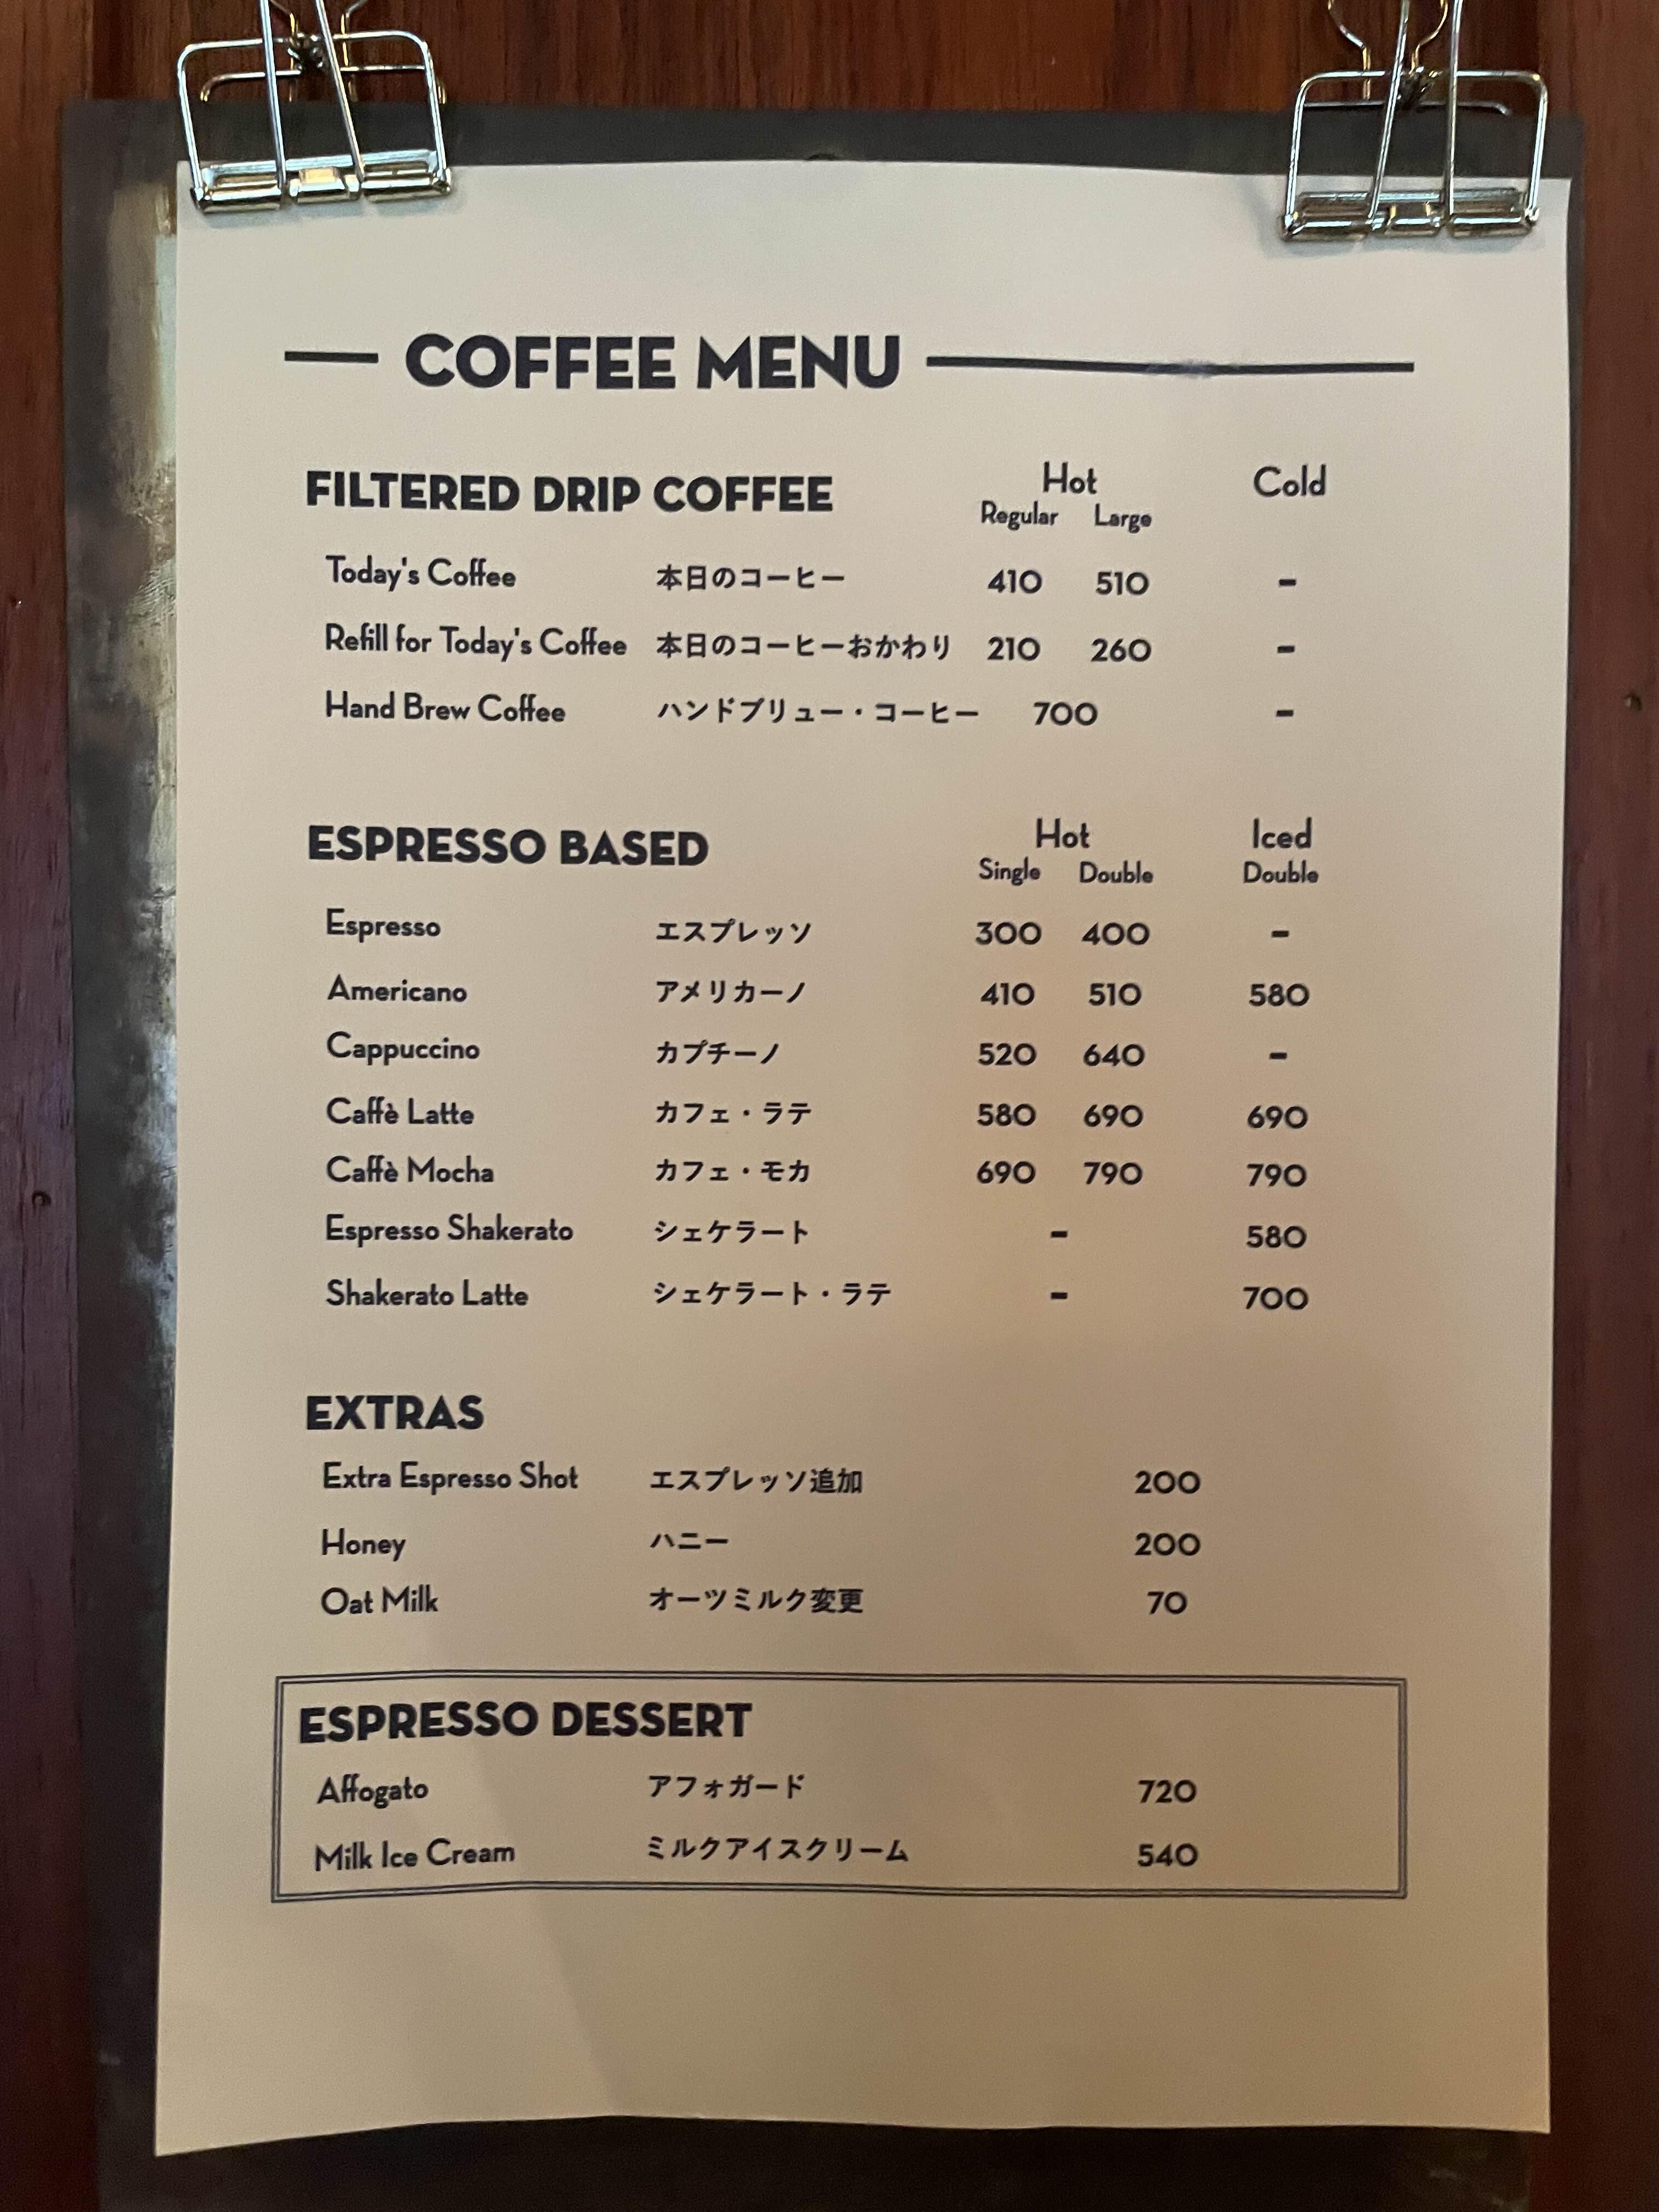 COFFEE MENU
FILTERED DRIP COFFEE Hot Cold
Regular Large
Today's Coffee 本日のコーヒー 410 510 -
Refill for Today's Coffee 本日のコーヒーおかわり 210 260 -
Hand Brew Coffee ハンドブリュー・コーヒー 700 -
ESPRESSO BASED Hot Iced
Single Double Double
Espresso エスプレッソ 300 400 -
Americano アメリカーノ 410 510 580
Cappuccino カプチーノ 520 640 -
Caffè Latte カフェ・ラテ 580 690 690
Caffè Mocha カフェ・モカ 690 790 790
Espresso Shakerato シェケラート - 580
Shakerato Latte シェケラート・ラテ - 700
EXTRAS
Extra Espresso Shot エスプレッソ追加 200
Honey ハニー 200
Oat Milk オーツミルク変更 70
ESPRESSO DESSERT
Affogato アフォガード 720
Milk Ice Cream ミルクアイスクリーム 540